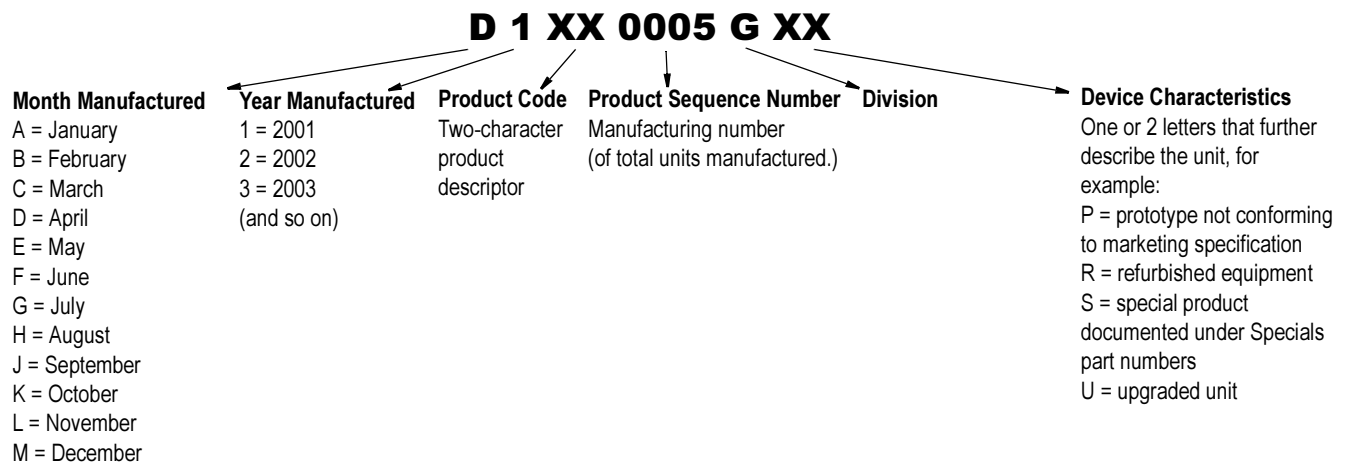 D 1 XX 0005 G XX
Month Manufactured
A = January
B = February
C = March
D = April
E = May
F = June
G = July
H = August
J = September
K = October
L = November
M = December
Year Manufactured
1 = 2001
2 = 2002
3 = 2003
(and so on)
Product Code
Two-character
product
descriptor
Product Sequence Number
Manufacturing number
(of total units manufactured.)
Division
Device Characteristics
One or 2 letters that further
describe the unit, for
example:
P = prototype not conforming
to marketing specification
R = refurbished equipment
S = special product
documented under Specials
part numbers
U = upgraded unit